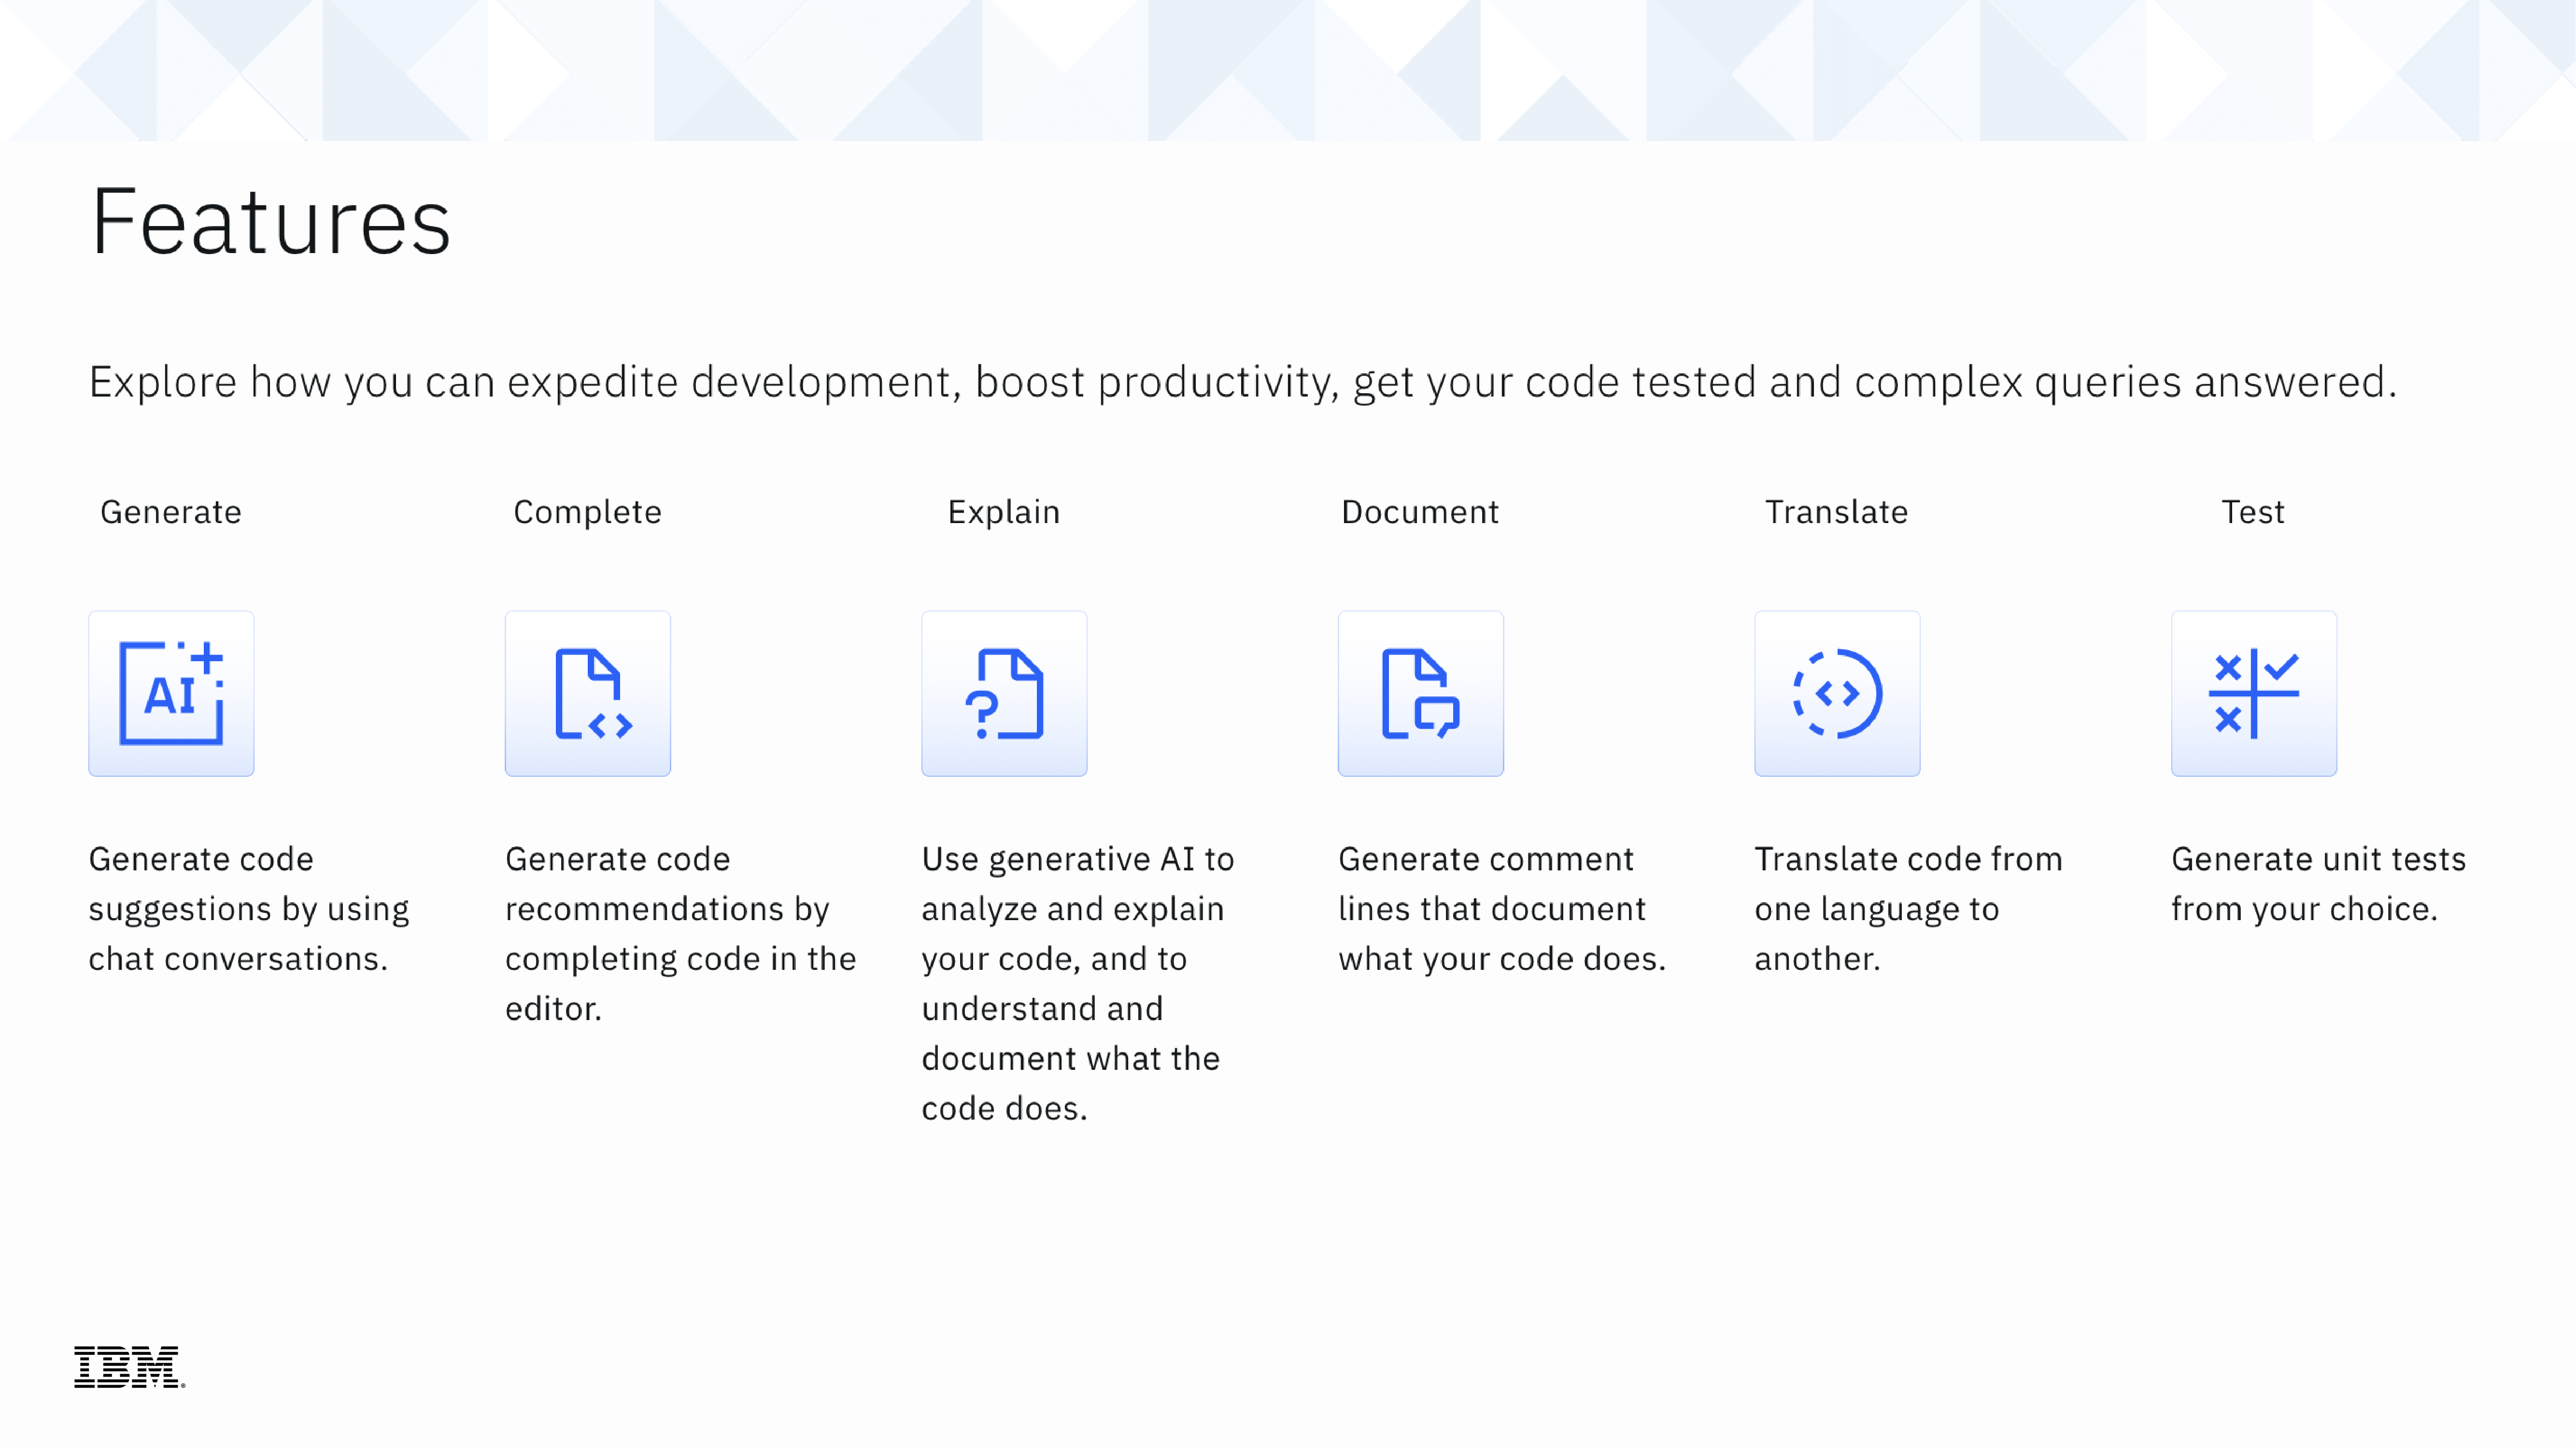 Features
Explore how you can expedite development, boost productivity, get your code tested and complex queries answered.
Generate
AI
Generate code
suggestions by using
chat conversations.
Complete
Generate code
recommendations by
completing code in the
editor.
Explain
?
Use generative AI to
analyze and explain
your code, and to
understand and
document what the
code does.
Document
Generate comment
lines that document
what your code does.
Translate
Translate code from
one language to
another.
Test
Generate unit tests
from your choice.
IBM®